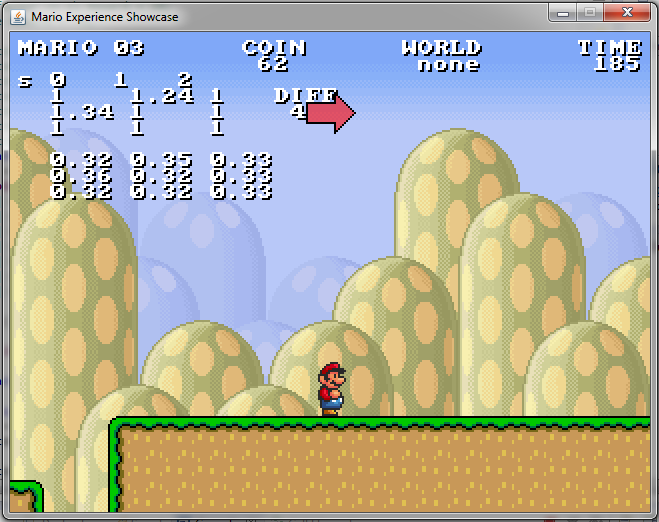 Mario Experience Showcase
MARIO 03 COIN WORLD TIME
62 none 185
s 0 1 2
1 1.24 1 DIFF
1.34 1 1 4
1 1 1
0.32 0.35 0.33
0.36 0.32 0.33
0.32 0.32 0.33